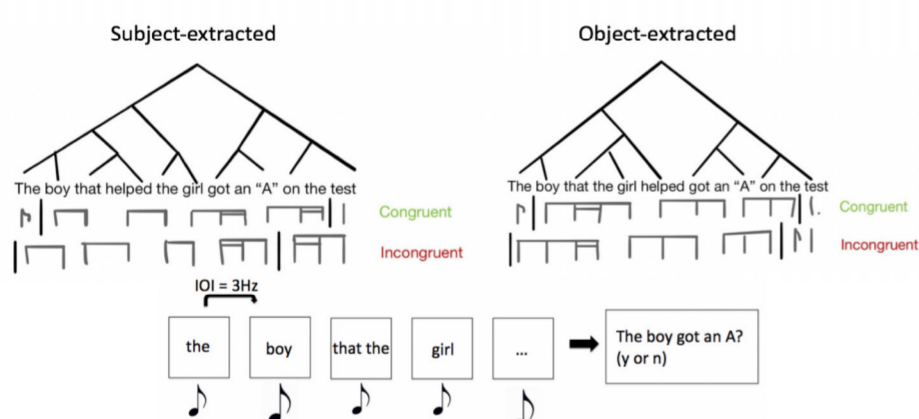 Subject-extracted
Object-extracted
The boy that helped the girl got an “A” on the test
The boy that the girl helped got an “A” on the test
Congruent
Congruent
Incongruent
Incongruent
IOI = 3Hz
the
boy
that the
girl
...
The boy got an A?
(y or n)